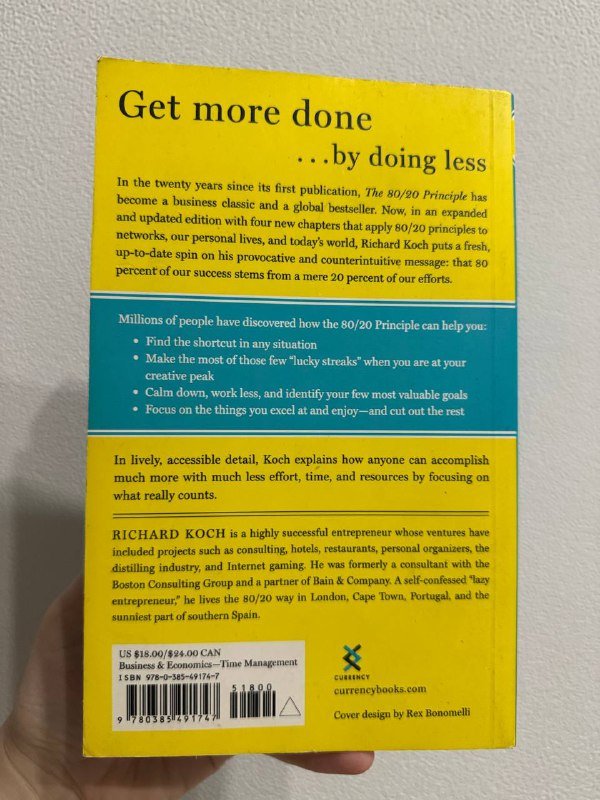 Get more done
...by doing less
In the twenty years since its first publication, The 80/20 Principle has
become a business classic and a global bestseller. Now, in an expanded
and updated edition with four new chapters that apply 80/20 principles to
networks, our personal lives, and today's world, Richard Koch puts a fresh,
up-to-date spin on his provocative and counterintuitive message: that 80
percent of our success stems from a mere 20 percent of our efforts.
Millions of people have discovered how the 80/20 Principle can help you:
• Find the shortcut in any situation
• Make the most of those few "lucky streaks" when you are at your
creative peak
• Calm down, work less, and identify your few most valuable goals
• Focus on the things you excel at and enjoy—and cut out the rest
In lively, accessible detail, Koch explains how anyone can accomplish
much more with much less effort, time, and resources by focusing on
what really counts.
RICHARD KOCH is a highly successful entrepreneur whose ventures have
included projects such as consulting, hotels, restaurants, personal organizers, the
distilling industry, and Internet gaming. He was formerly a consultant with the
Boston Consulting Group and a partner of Bain & Company. A self-confessed "lazy
entrepreneur," he lives the 80/20 way in London, Cape Town, Portugal, and the
sunniest part of southern Spain.
US $18.00/$24.00 CAN
Business & Economics—Time Management
ISBN 978-0-385-49174-7
51800
9 780385 491747
CURRENCY
currencybooks.com
Cover design by Rex Bonomelli